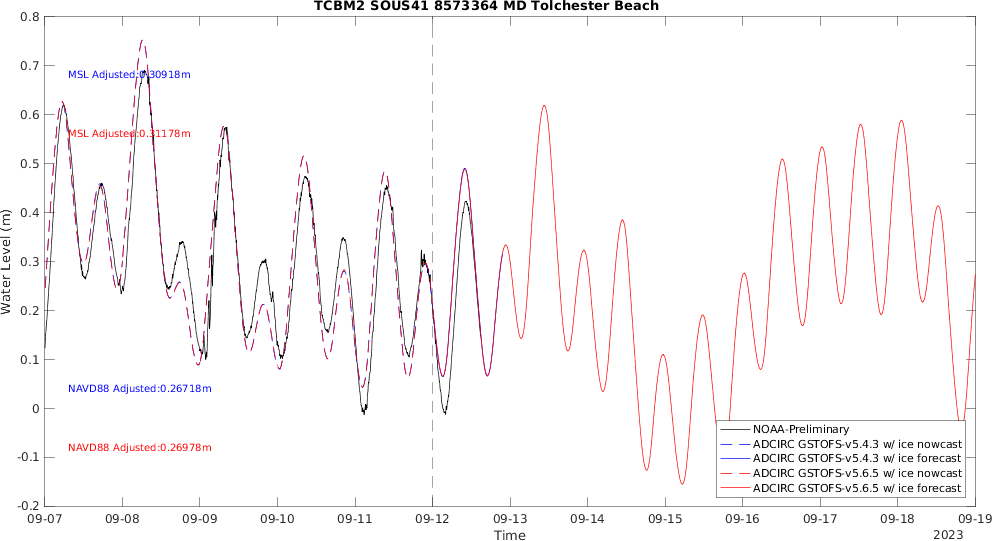 TCBM2 SOUS41 8573364 MD Tolchester Beach
0.8
0.7
MSL Adjusted:0.30918m
0.6
MSL Adjusted:0.31178m
0.5
0.4
0.3
0.2
0.1
NAVD88 Adjusted:0.26718m
0
NAVD88 Adjusted:0.26978m
-0.1
-0.2
Water Level (m)
NOAA-Preliminary
ADCIRC GSTOFS-v5.4.3 w/ ice nowcast
ADCIRC GSTOFS-v5.4.3 w/ ice forecast
ADCIRC GSTOFS-v5.6.5 w/ ice nowcast
ADCIRC GSTOFS-v5.6.5 w/ ice forecast
09-07 09-08 09-09 09-10 09-11 09-12 09-13 09-14 09-15 09-16 09-17 09-18 09-19
Time
2023